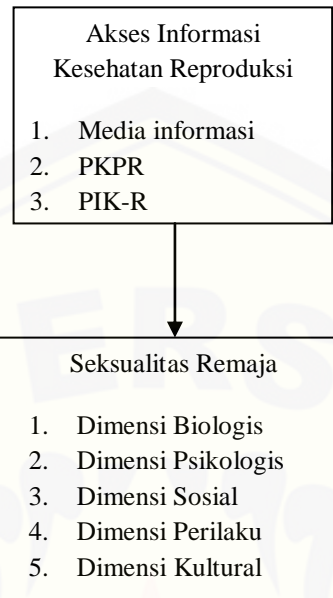 Akses Informasi
Kesehatan Reproduksi
1. Media informasi
2. PKPR
3. PIK-R
Seksualitas Remaja
1. Dimensi Biologis
2. Dimensi Psikologis
3. Dimensi Sosial
4. Dimensi Perilaku
5. Dimensi Kultural